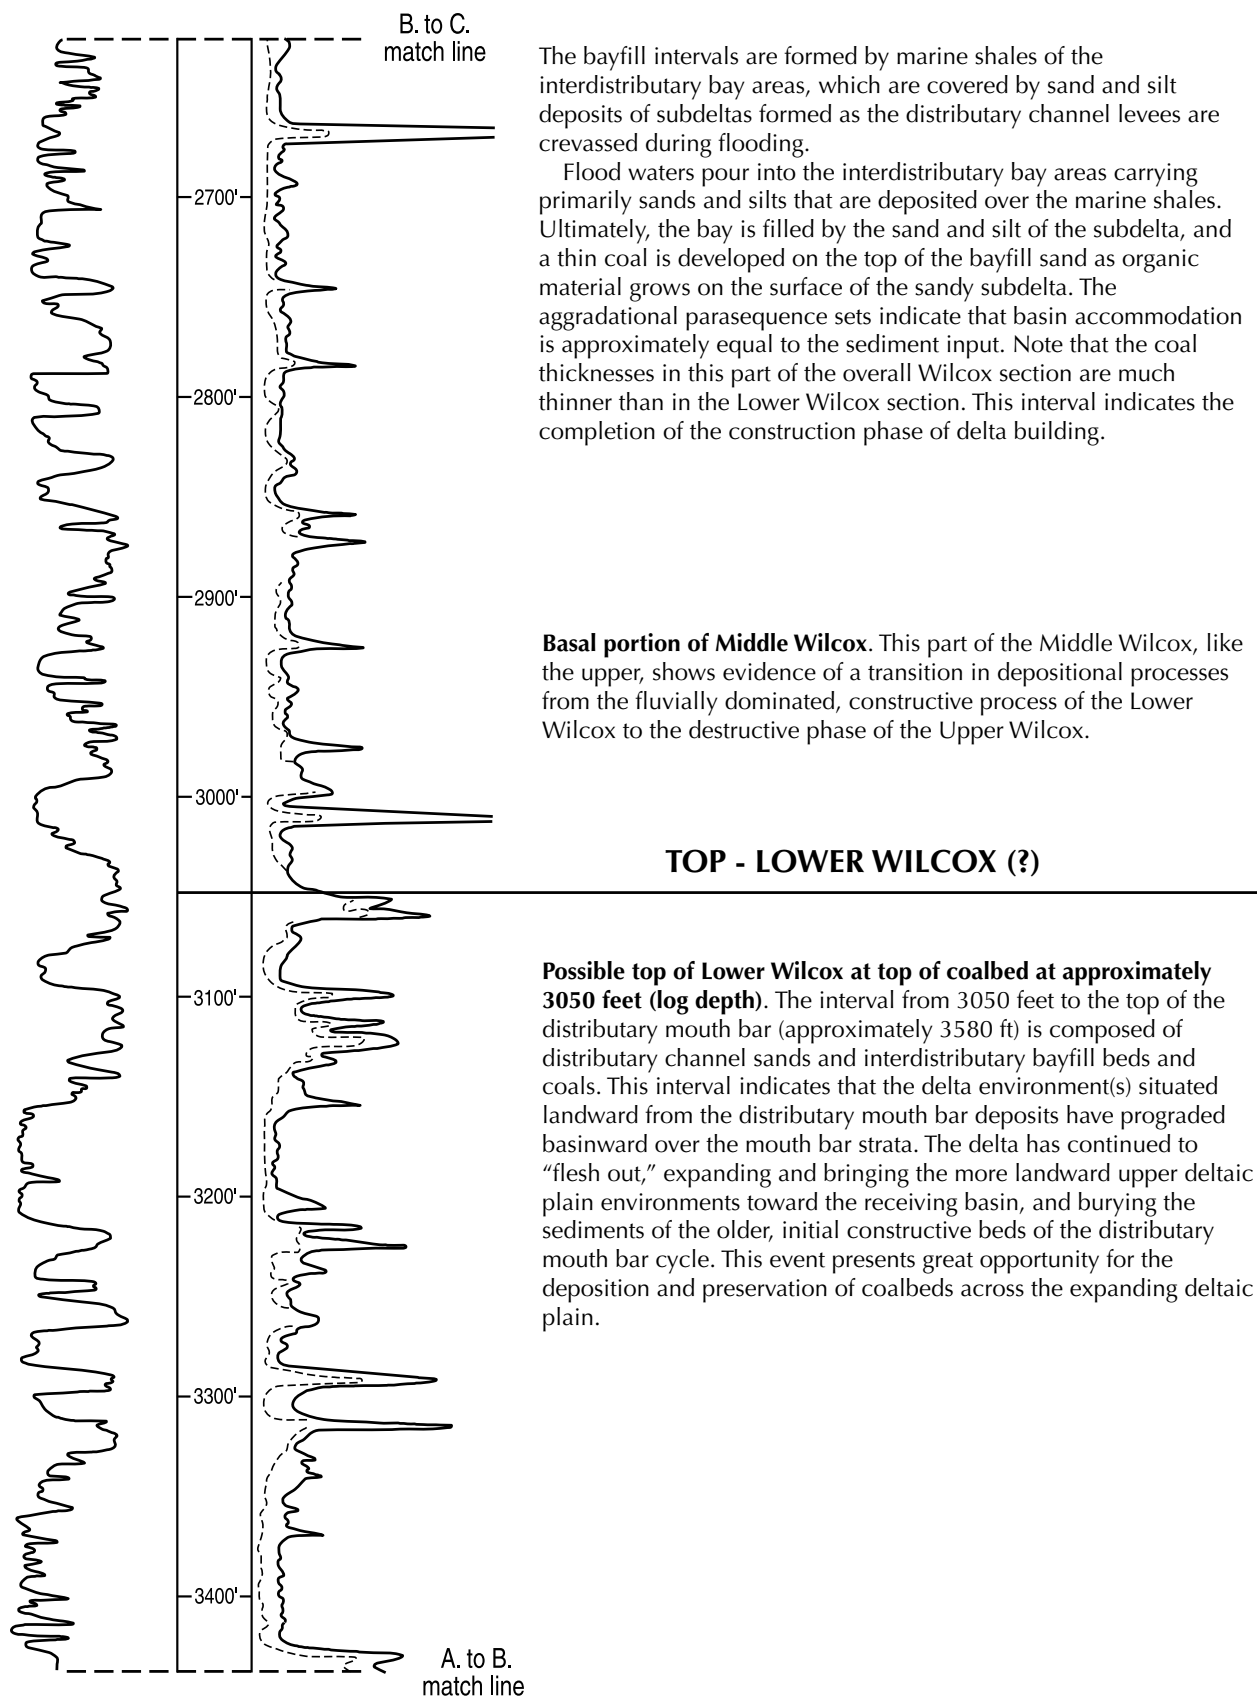 B. to C.
match line
The bayfill intervals are formed by marine shales of the
interdistributary bay areas, which are covered by sand and silt
deposits of subdeltas formed as the distributary channel levees are
crevassed during flooding.
Flood waters pour into the interdistributary bay areas carrying
primarily sands and silts that are deposited over the marine shales.
Ultimately, the bay is filled by the sand and silt of the subdelta, and
a thin coal is developed on the top of the bayfill sand as organic
material grows on the surface of the sandy subdelta. The
aggradational parasequence sets indicate that basin accommodation
is approximately equal to the sediment input. Note that the coal
thicknesses in this part of the overall Wilcox section are much
thinner than in the Lower Wilcox section. This interval indicates the
completion of the construction phase of delta building.
2700'
2800'
2900'
Basal portion of Middle Wilcox. This part of the Middle Wilcox, like
the upper, shows evidence of a transition in depositional processes
from the fluvially dominated, constructive process of the Lower
Wilcox to the destructive phase of the Upper Wilcox.
3000'
TOP - LOWER WILCOX (?)
Possible top of Lower Wilcox at top of coalbed at approximately
3050 feet (log depth). The interval from 3050 feet to the top of the
distributary mouth bar (approximately 3580 ft) is composed of
distributary channel sands and interdistributary bayfill beds and
coals. This interval indicates that the delta environment(s) situated
landward from the distributary mouth bar deposits have prograded
basinward over the mouth bar strata. The delta has continued to
“flesh out,” expanding and bringing the more landward upper deltaic
plain environments toward the receiving basin, and burying the
sediments of the older, initial constructive beds of the distributary
mouth bar cycle. This event presents great opportunity for the
deposition and preservation of coalbeds across the expanding deltaic
plain.
3100'
3200'
3300'
3400'
A. to B.
match line